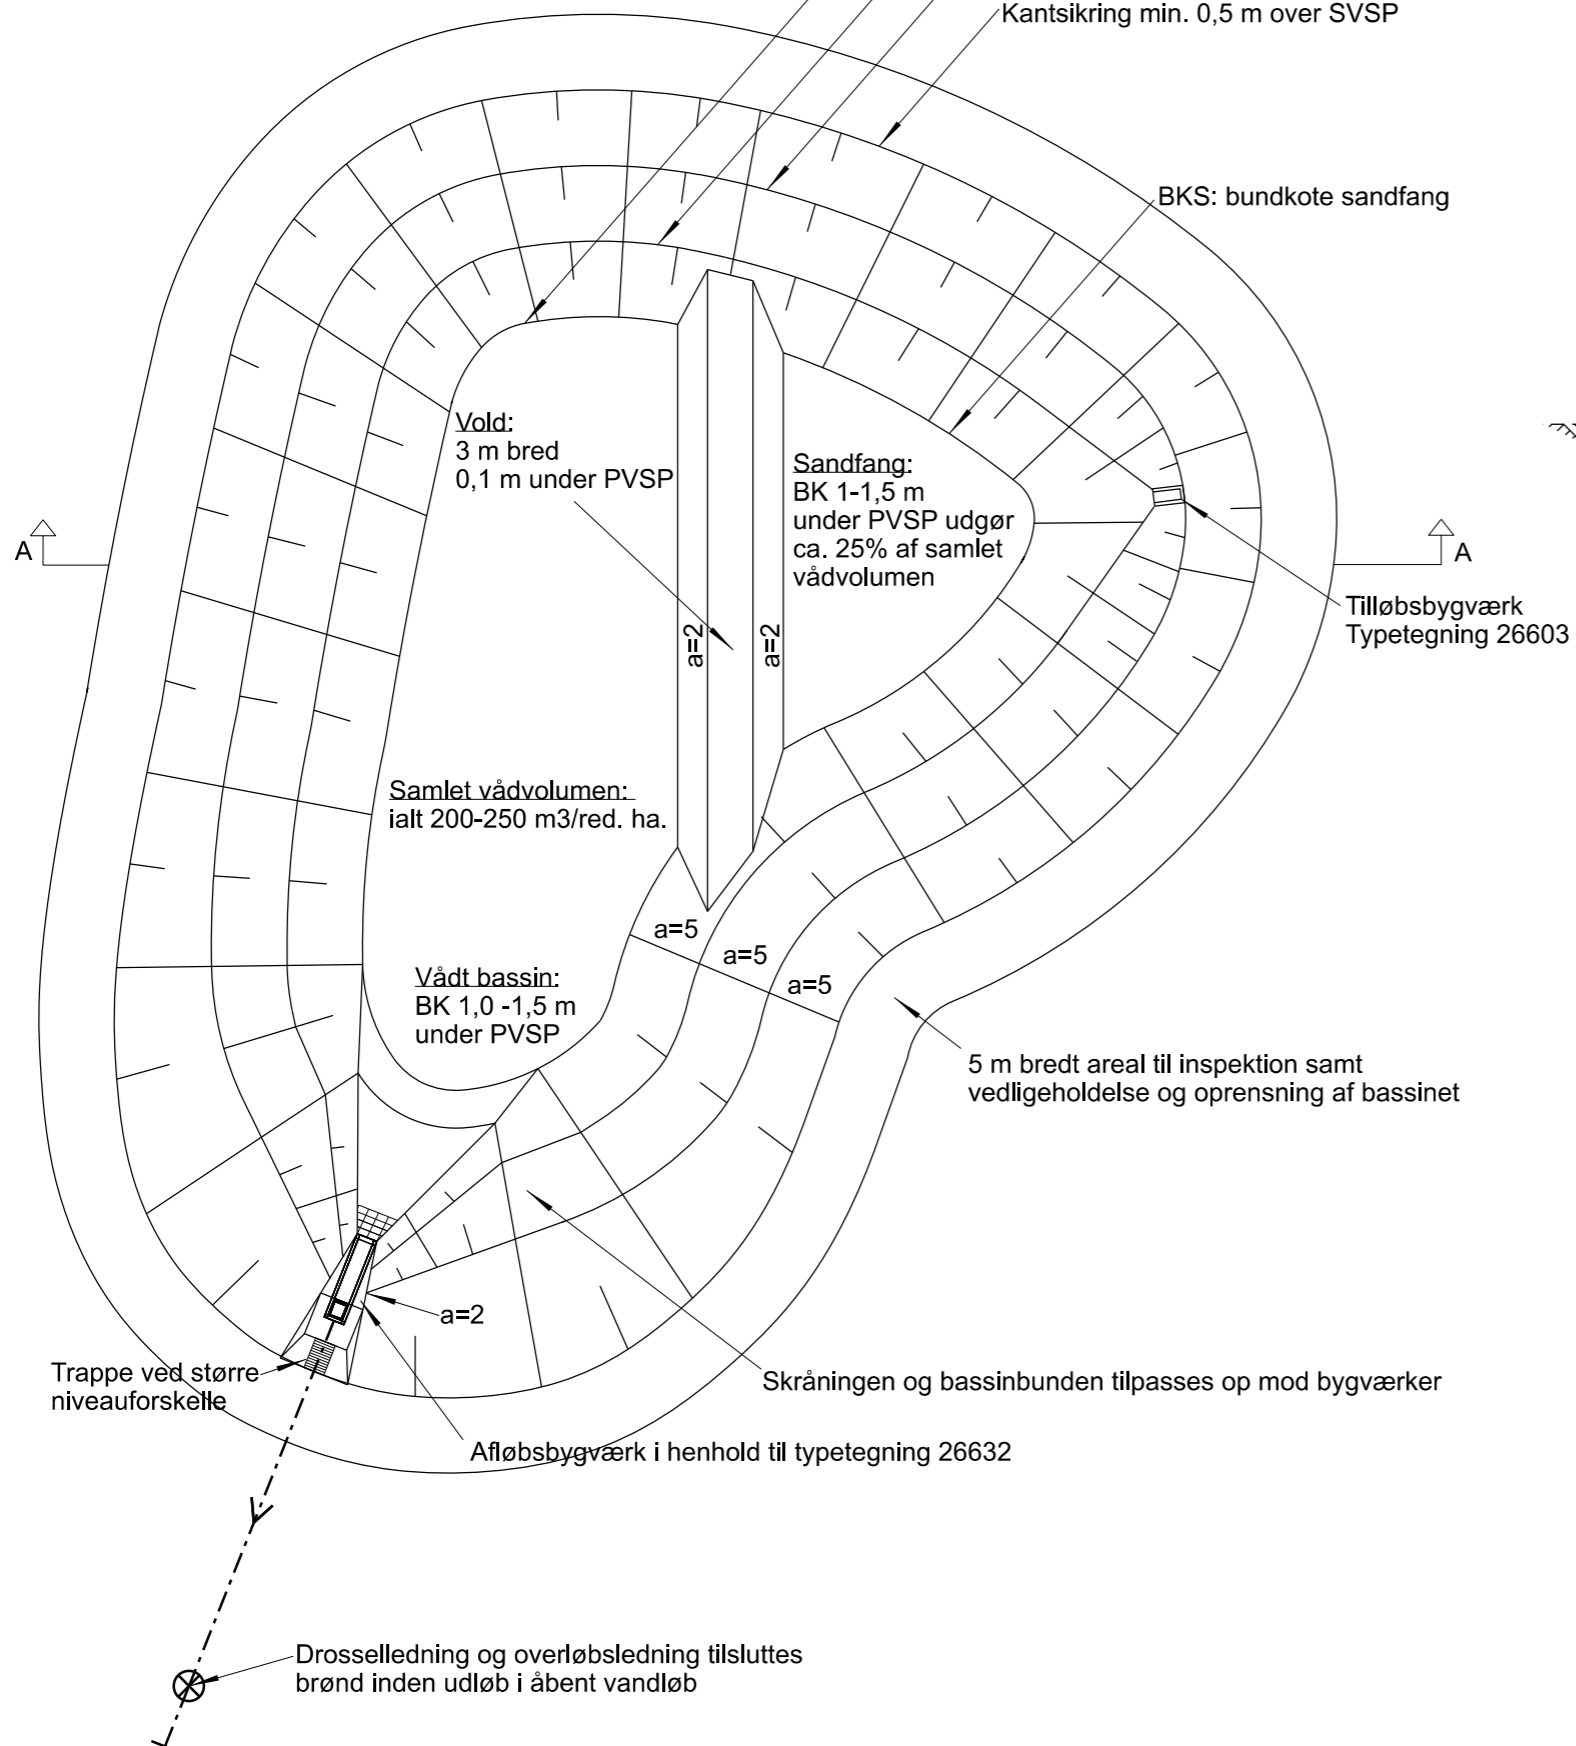 Kantsikring min. 0,5 m over SVSP
BKS: bundkote sandfang
Vold:
3 m bred
0,1 m under PVSP
Sandfang:
BK 1-1,5 m
under PVSP udgør
ca. 25% af samlet
vådvolumen
A
A
Tilløbsbygværk
Typetegning 26603
a=2
a=2
Samlet vådvolumen:
ialt 200-250 m3/red. ha.
a=5
a=5
a=5
Vådt bassin:
BK 1,0 -1,5 m
under PVSP
5 m bredt areal til inspektion samt
vedligeholdelse og oprensning af bassinet
a=2
Trappe ved større
niveauforskelle
Skråningen og bassinbunden tilpasses op mod bygværker
Afløbsbygværk i henhold til typetegning 26632
Drosselledning og overløbsledning tilsluttes
brønd inden udløb i åbent vandløb